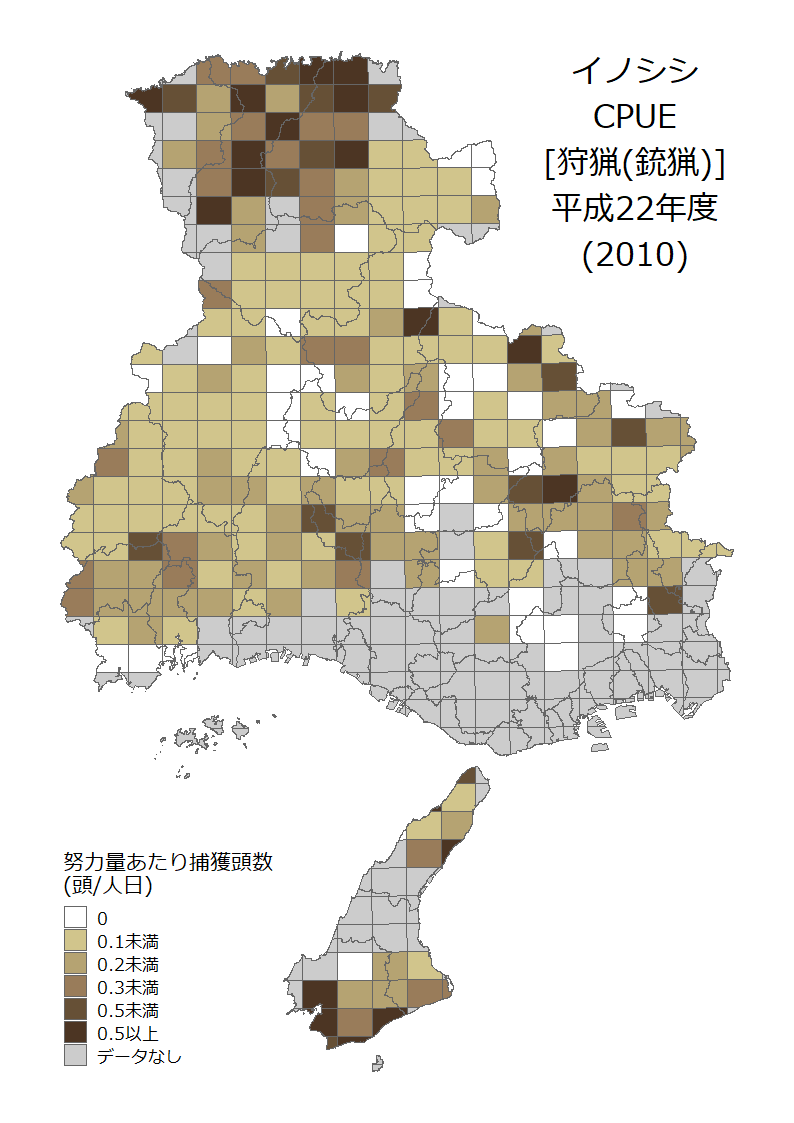 イノシシ
CPUE
[狩猟(銃猟)]
平成22年度
(2010)
努力量あたり捕獲頭数
(頭/人日)
0
0.1未満
0.2未満
0.3未満
0.5未満
0.5以上
データなし